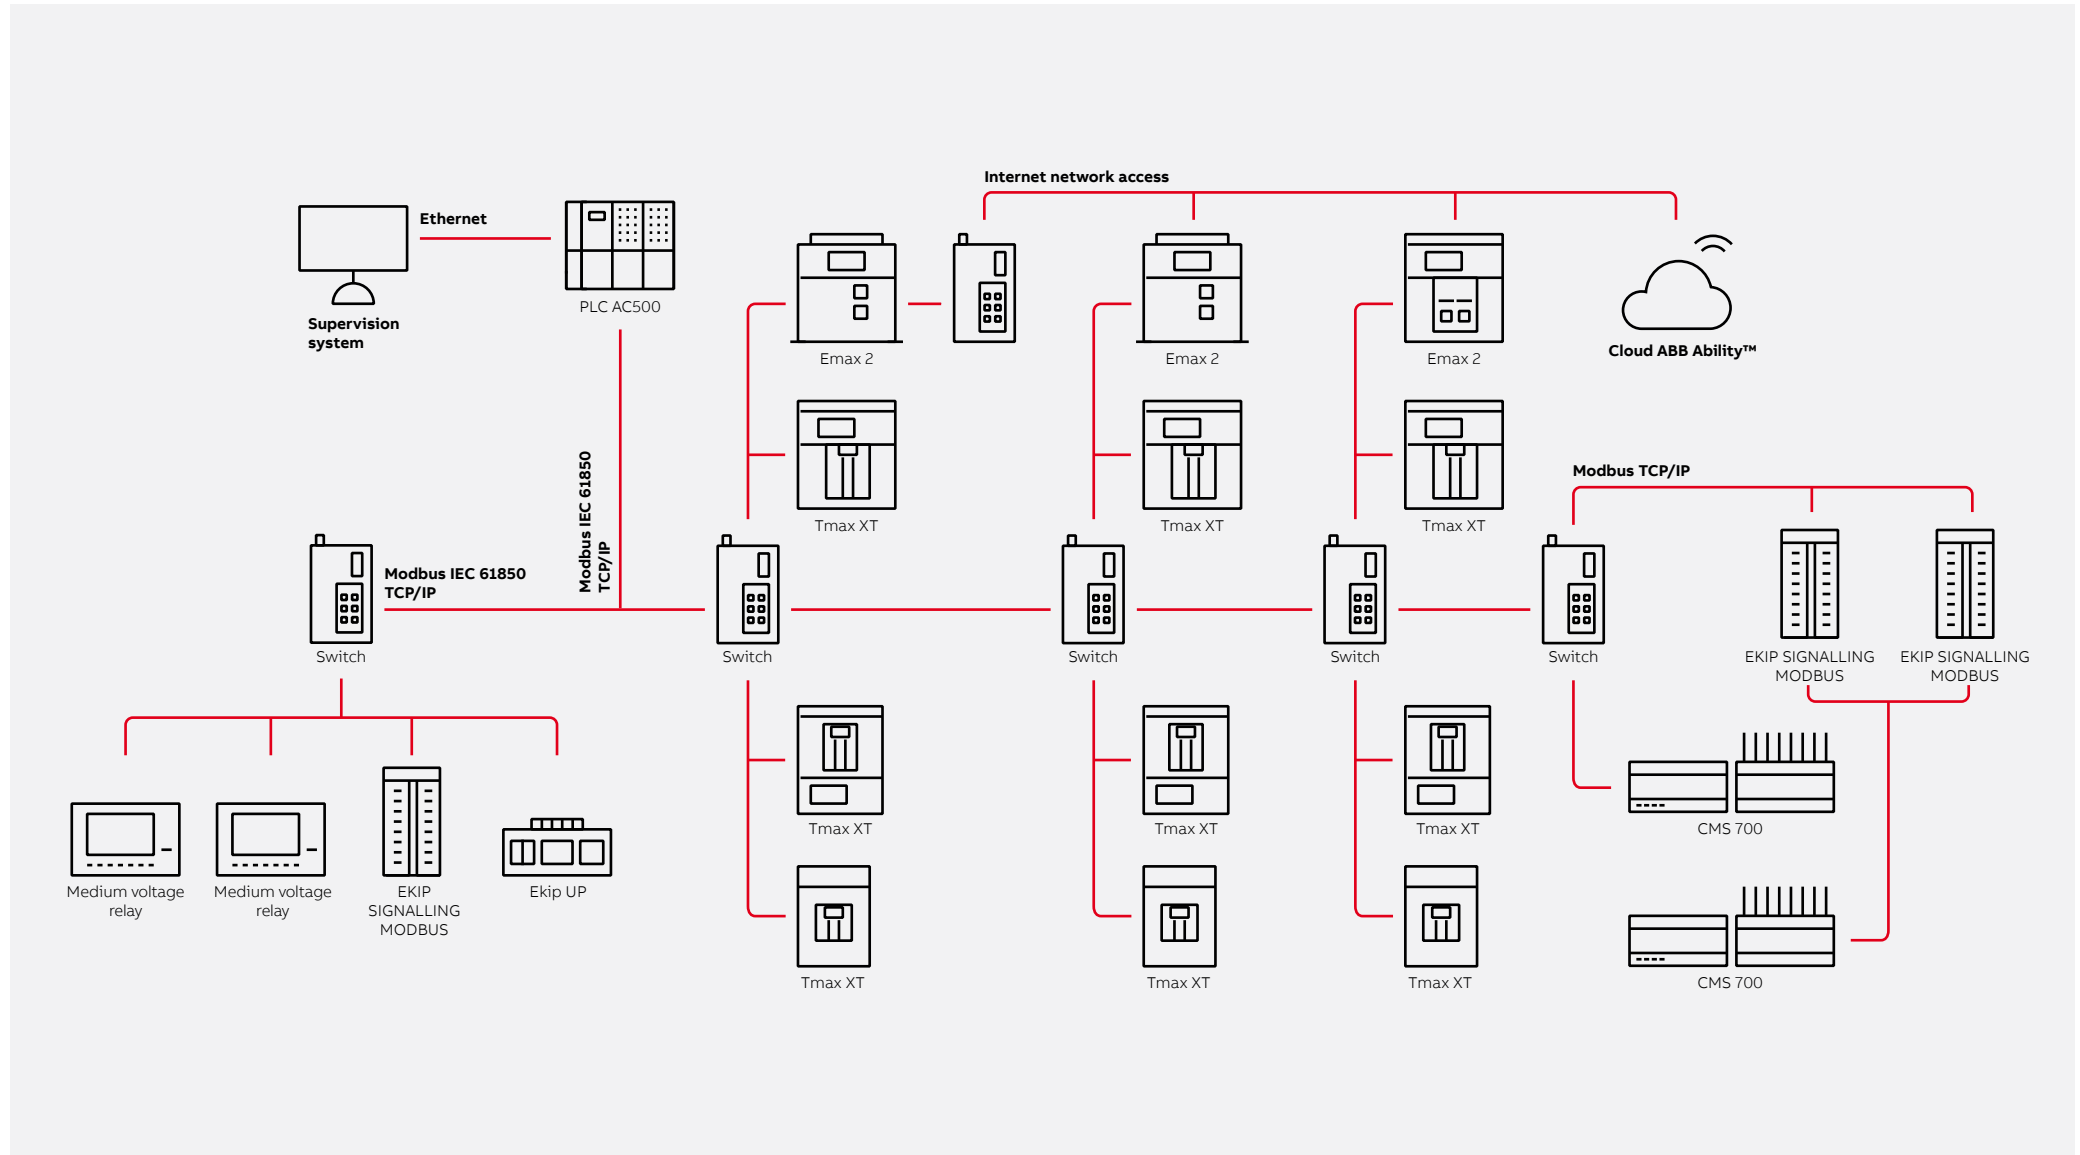 Internet network access
Ethernet
PLC AC500
Supervision
system
Emax 2
Emax 2
Emax 2
Cloud ABB Ability™
Tmax XT
Tmax XT
Tmax XT
Modbus TCP/IP
Modbus IEC 61850
TCP/IP
Modbus IEC 61850
TCP/IP
Switch
Switch
Switch
Switch
Switch
EKIP SIGNALLING
MODBUS
EKIP SIGNALLING
MODBUS
Tmax XT
Tmax XT
Tmax XT
CMS 700
Medium voltage
relay
Medium voltage
relay
EKIP
SIGNALLING
MODBUS
Ekip UP
Tmax XT
Tmax XT
Tmax XT
CMS 700